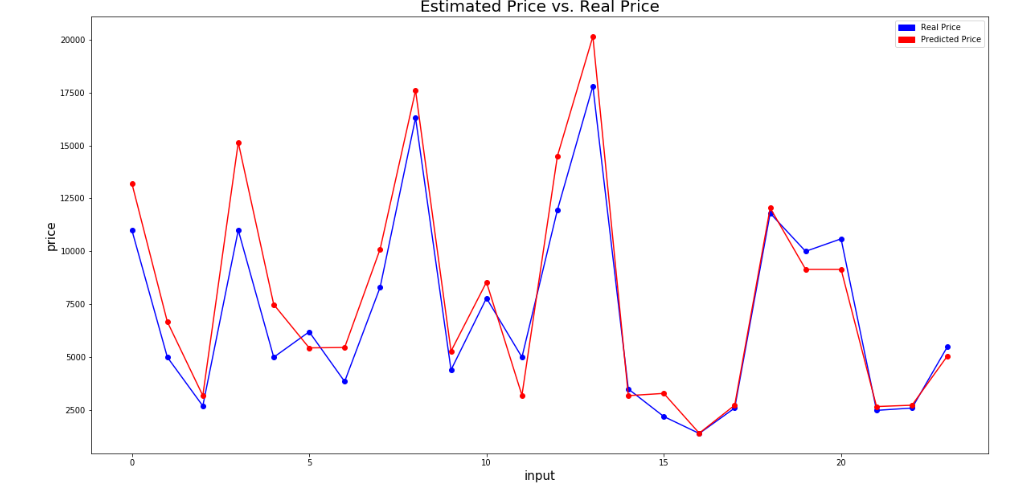 Estimated Price vs. Real Price
Real Price
Predicted Price
20000
17500
15000
12500
10000
7500
5000
2500
price
0
5
10
15
20
input